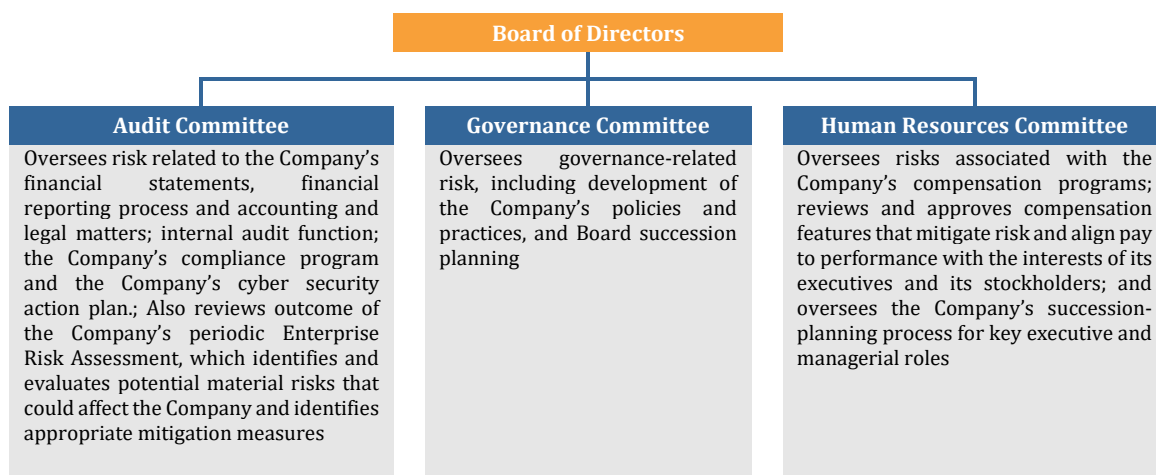 Board of Directors
Audit Committee
Oversees risk related to the Company’s
financial statements, financial
reporting process and accounting and
legal matters; internal audit function;
the Company’s compliance program
and the Company’s cyber security
action plan.; Also reviews outcome of
the Company’s periodic Enterprise
Risk Assessment, which identifies and
evaluates potential material risks that
could affect the Company and identifies
appropriate mitigation measures
Governance Committee
Oversees governance-related
risk, including development of
the Company’s policies and
practices, and Board succession
planning
Human Resources Committee
Oversees risks associated with the
Company’s compensation programs;
reviews and approves compensation
features that mitigate risk and align pay
to performance with the interests of its
executives and its stockholders; and
oversees the Company’s succession-
planning process for key executive and
managerial roles